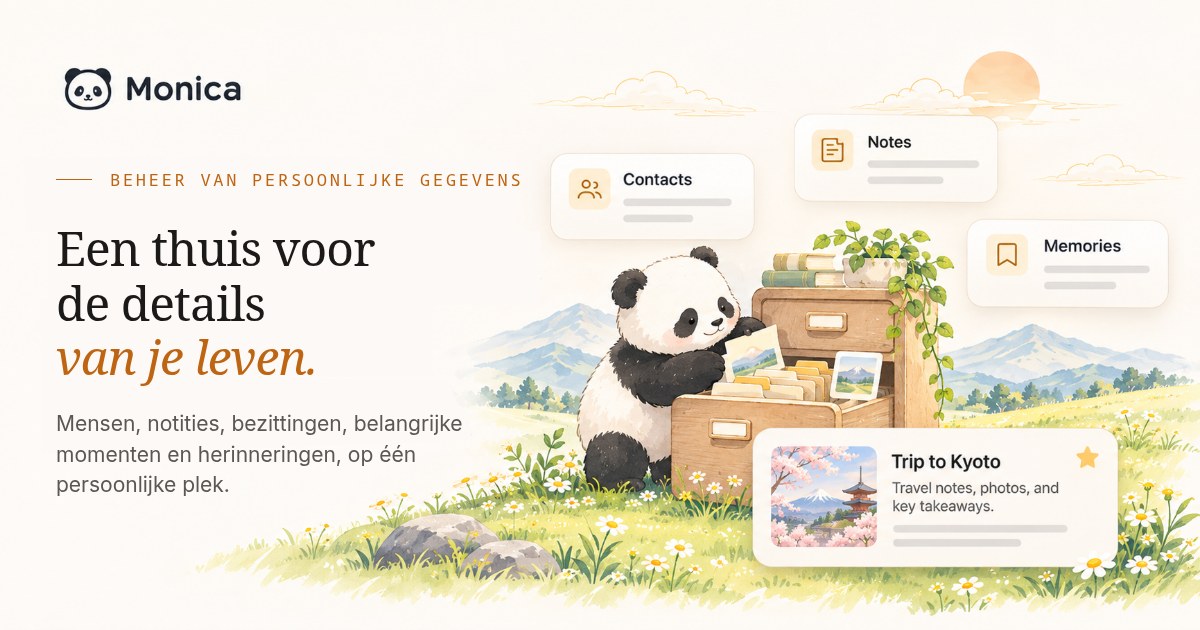 Monica
BEHEER VAN PERSOONLIJKE GEGEVENS
Een thuis voor
de details
van je leven.
Mensen, notities, bezittingen, belangrijke
momenten en herinneringen, op één
persoonlijke plek.
Contacts
Notes
Memories
Trip to Kyoto
Travel notes, photos, and
key takeaways.